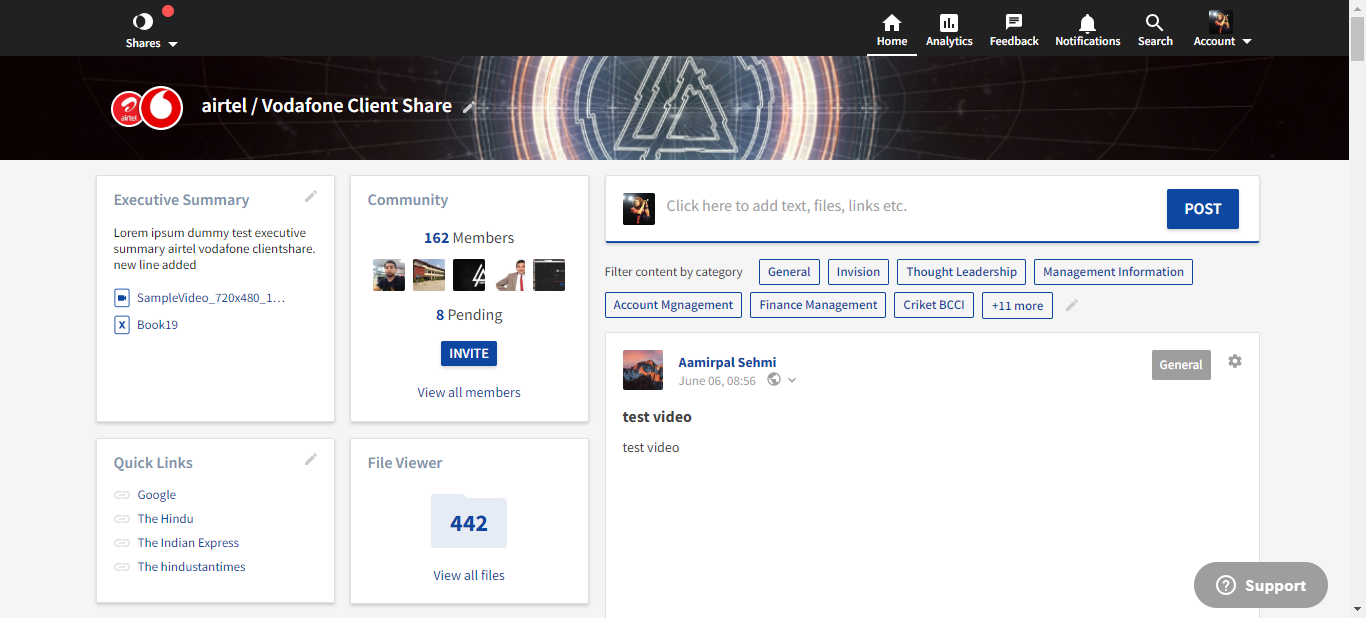 Shares
Home
Analytics
Feedback
Notifications
Search
Account
airtel
airtel / Vodafone Client Share
Executive Summary
Lorem ipsum dummy test executive
summary airtel vodafone clientshare.
new line added
SampleVideo_720x480_1...
X
Book19
Community
162 Members
8 Pending
INVITE
View all members
Quick Links
Google
The Hindu
The Indian Express
The hindustantimes
File Viewer
442
View all files
Click here to add text, files, links etc.
POST
Filter content by category
General
Invision
Thought Leadership
Management Information
Account Mgnagement
Finance Management
Criket BCCI
+11 more
Aamirpal Sehmi
June 06, 08:56
General
test video
test video
? Support